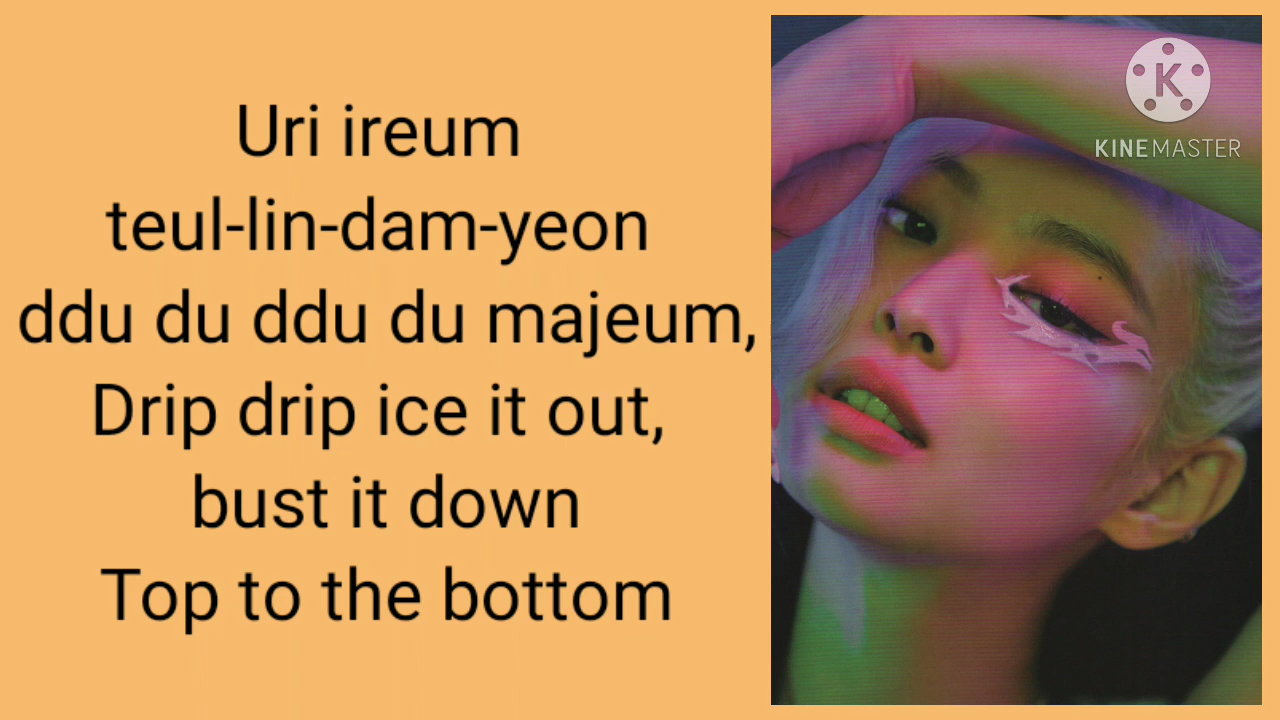 Uri ireum
teul-lin-dam-yeon
ddu du ddu du majeum,
Drip drip ice it out,
bust it down
Top to the bottom
K
KINEMASTER